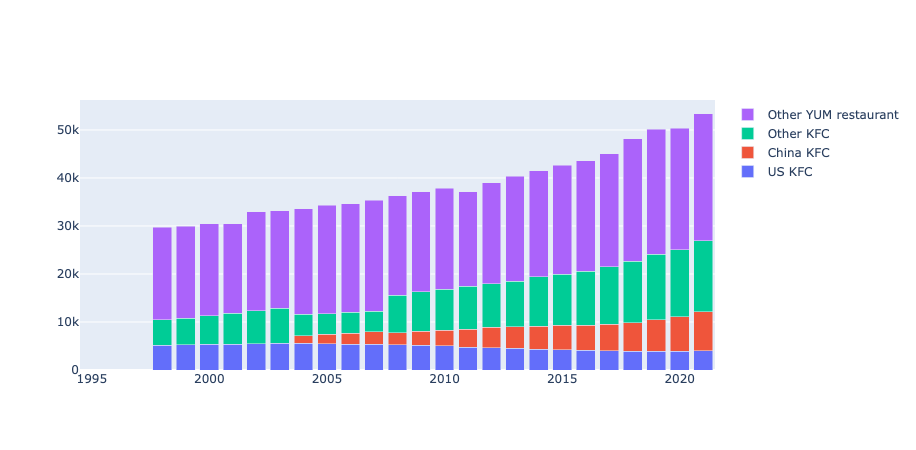 50k
40k
30k
20k
10k
0
1995
2000
2005
2010
2015
2020
Other YUM restaurant
Other KFC
China KFC
US KFC